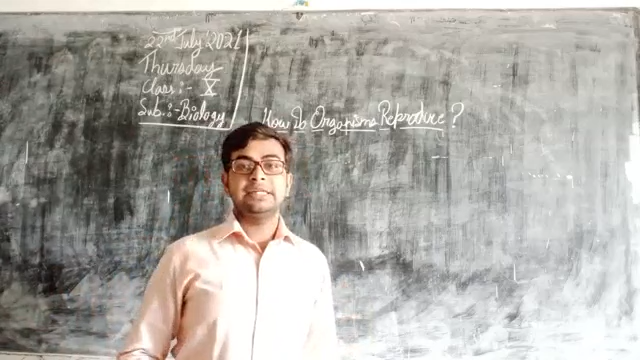 22nd July 2021
Thursday
Class :- X
Sub. :- Biology
How Do Organisms Reproduce ?